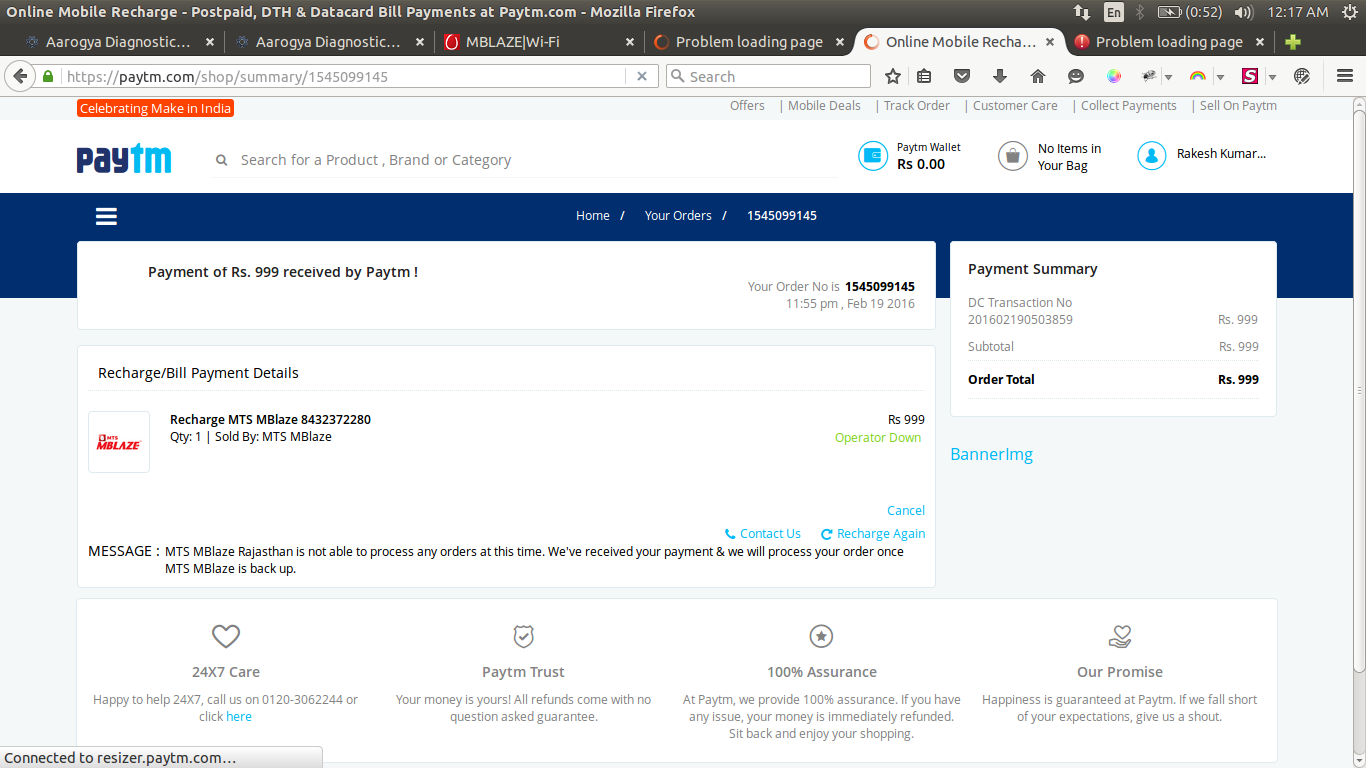 Online Mobile Recharge - Postpaid, DTH & Datacard Bill Payments at Paytm.com - Mozilla Firefox
En
(0:52)
12:17 AM
Aarogya Diagnostic...
Aarogya Diagnostic...
MBLAZE|Wi-Fi
Problem loading page
Online Mobile Recha...
Problem loading page
https://paytm.com/shop/summary/1545099145
Search
S
Celebrating Make in India
Offers | Mobile Deals | Track Order | Customer Care | Collect Payments | Sell On Paytm
paytm
Search for a Product , Brand or Category
Paytm Wallet
Rs 0.00
No Items in
Your Bag
Rakesh Kumar...
Home / Your Orders / 1545099145
Payment of Rs. 999 received by Paytm !
Your Order No is 1545099145
11:55 pm , Feb 19 2016
Payment Summary
DC Transaction No
201602190503859 Rs. 999
Subtotal Rs. 999
Order Total Rs. 999
BannerImg
Recharge/Bill Payment Details
MTS
MBLAZE
Recharge MTS MBlaze 8432372280 Rs 999
Qty: 1 | Sold By: MTS MBlaze Operator Down
Cancel
Contact Us Recharge Again
MESSAGE : MTS MBlaze Rajasthan is not able to process any orders at this time. We've received your payment & we will process your order once
MTS MBlaze is back up.
24X7 Care
Happy to help 24X7, call us on 0120-3062244 or
click here
Paytm Trust
Your money is yours! All refunds come with no
question asked guarantee.
100% Assurance
At Paytm, we provide 100% assurance. If you have
any issue, your money is immediately refunded.
Sit back and enjoy your shopping.
Our Promise
Happiness is guaranteed at Paytm. If we fall short
of your expectations, give us a shout.
Connected to resizer.paytm.com…